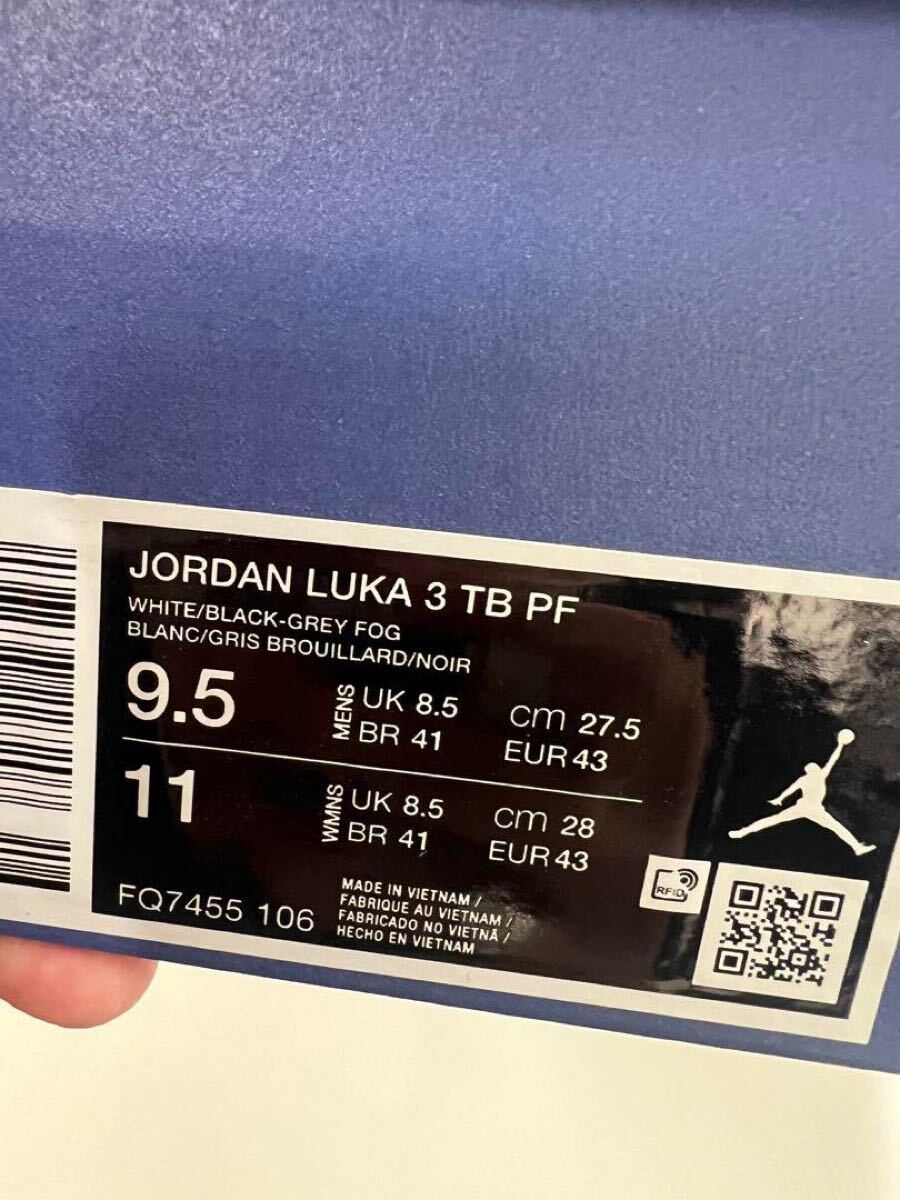 JORDAN LUKA 3 TB PF
WHITE/BLACK-GREY FOG
BLANC/GRIS BROUILLARD/NOIR
9.5 MENS UK 8.5 cm 27.5
BR 41 EUR 43
11 WMNS UK 8.5 cm 28
BR 41 EUR 43
FQ7455 106
MADE IN VIETNAM /
FABRIQUE AU VIETNAM /
FABRICADO NO VIETNÃ /
HECHO EN VIETNAM
RFID